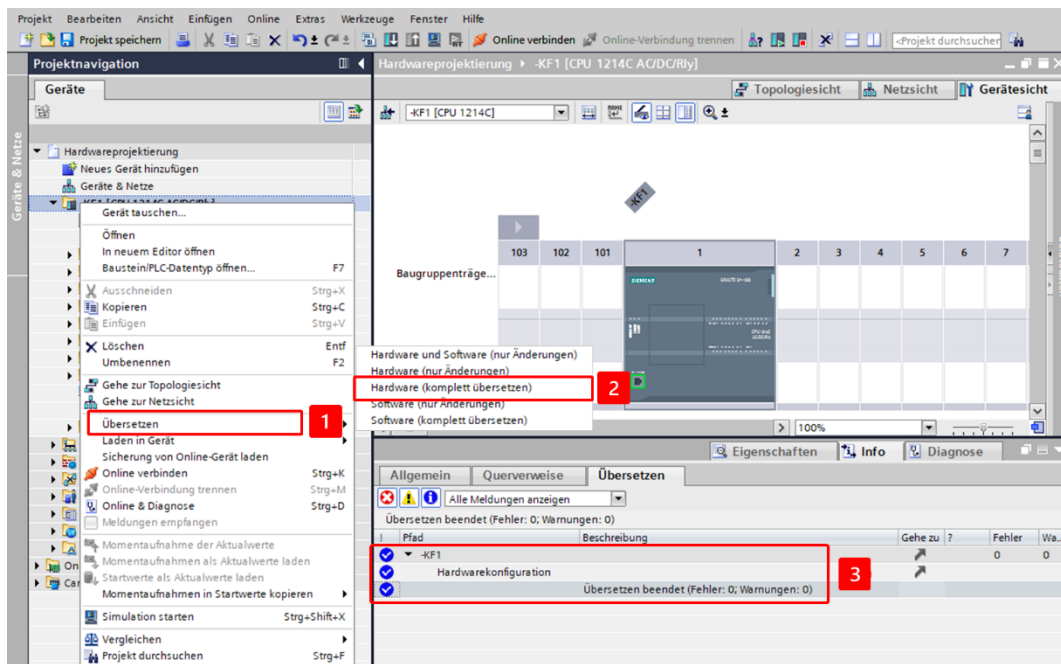 Projekt Bearbeiten Ansicht Einfügen Online Extras Werkzeuge Fenster Hilfe
Projekt speichern Online verbinden Online-Verbindung trennen <Projekt durchsuchen
Projektnavigation
Hardwareprojektierung -KF1 [CPU 1214C AC/DC/Rly]
Geräte
Topologiesicht Netzsicht Gerätesicht
-KF1 [CPU 1214C]
Geräte & Netze
Hardwareprojektierung
Neues Gerät hinzufügen
Geräte & Netze
-KF1 [CPU 1214C AC/DC/Rly]
Gerät tauschen...
Öffnen
In neuem Editor öffnen
Baustein/PLC-Datentyp öffnen... F7
Ausschneiden Strg+X
Kopieren Strg+C
Einfügen Strg+V
Löschen Entf
Umbenennen F2
Gehe zur Topologiesicht
Gehe zur Netzsicht
Übersetzen 1
Laden in Gerät
Sicherung von Online-Gerät laden
Online verbinden Strg+K
Online-Verbindung trennen Strg+M
Online & Diagnose Strg+D
Meldungen empfangen
Momentaufnahme der Aktualwerte
Momentaufnahmen als Aktualwerte laden
Startwerte als Aktualwerte laden
Momentaufnahmen in Startwerte kopieren
Simulation starten Strg+Shift+X
Vergleichen
Projekt durchsuchen Strg+F
On
Car
Hardware und Software (nur Änderungen)
Hardware (nur Änderungen)
Hardware (komplett übersetzen) 2
Software (nur Änderungen)
Software (komplett übersetzen)
-KF1
103 102 101 1 2 3 4 5 6 7
Baugruppenträge...
SIEMENS
100%
Eigenschaften Info Diagnose
Allgemein Querverweise Übersetzen
Alle Meldungen anzeigen
Übersetzen beendet (Fehler: 0; Warnungen: 0)
! Pfad Beschreibung Gehe zu ? Fehler Wa..
-KF1 0 0
Hardwarekonfiguration
Übersetzen beendet (Fehler: 0; Warnungen: 0)
3